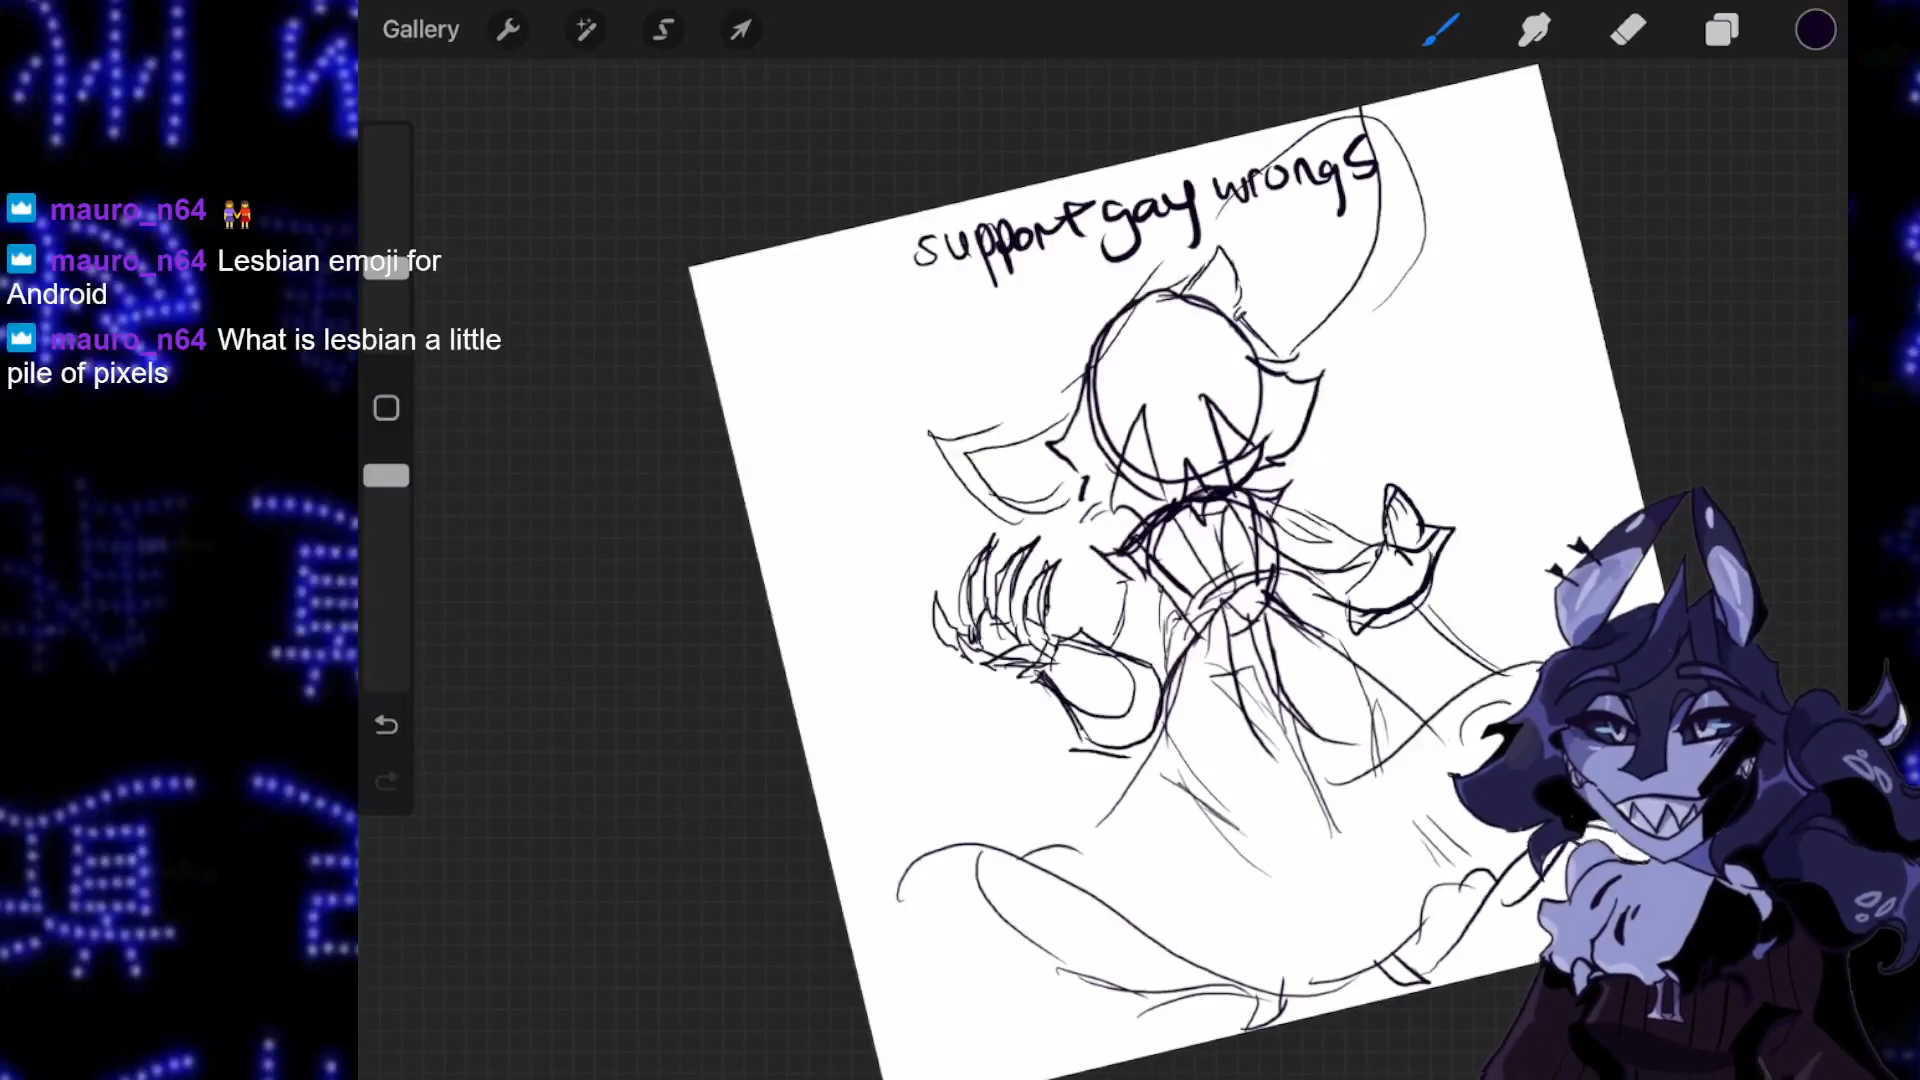 Gallery
support gay wrongs
mauro_n64 👭
mauro_n64 Lesbian emoji for
Android
mauro_n64 What is lesbian a little
pile of pixels